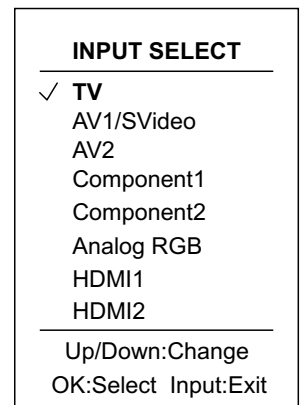 INPUT SELECT
✓ TV
AV1/SVideo
AV2
Component1
Component2
Analog RGB
HDMI1
HDMI2
Up/Down:Change
OK:Select Input:Exit